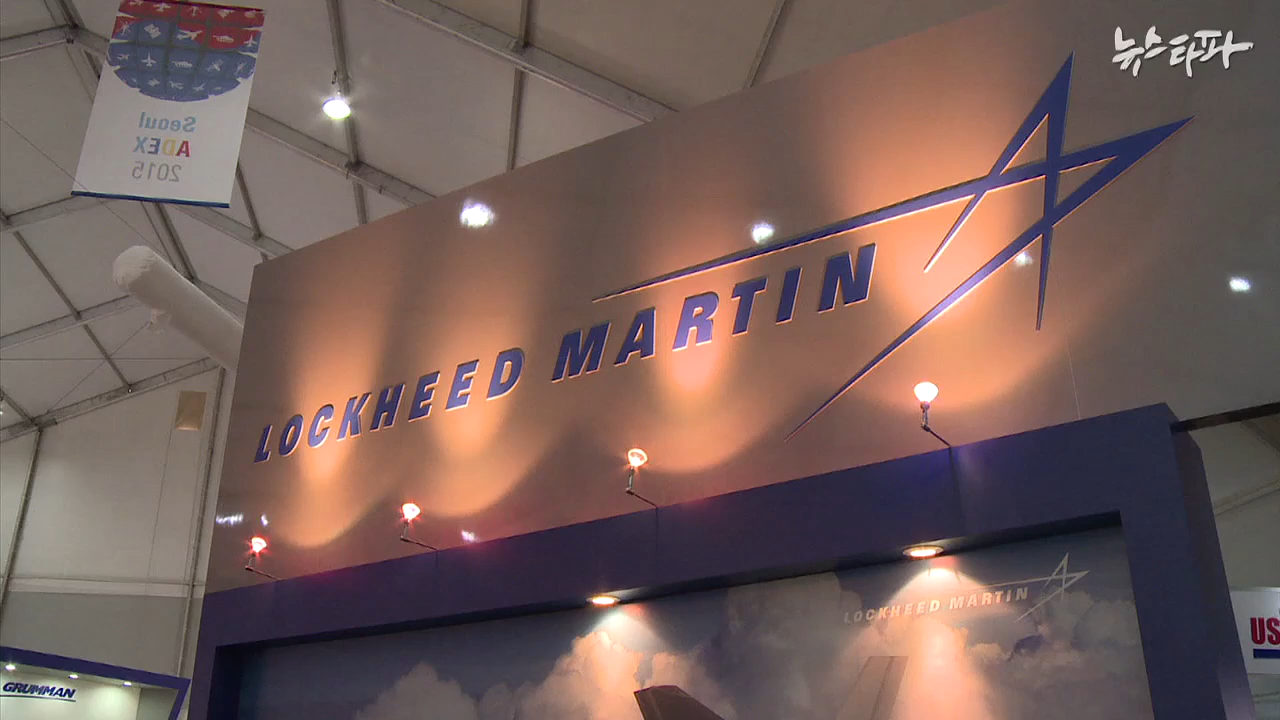 뉴스타파
Seoul
ADEX
2015
LOCKHEED MARTIN
LOCKHEED MARTIN
GRUMMAN
US